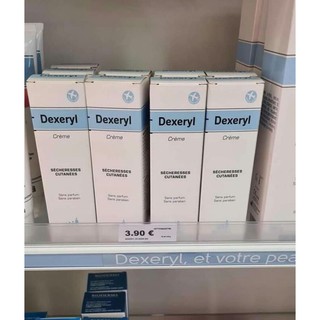 Dexeryl
Crème
SÉCHERESSES
CUTANÉES
Sans parfum
Sans paraben
Dexeryl
Crème
SÉCHERESSES
CUTANÉES
Sans parfum
Sans paraben
Dexeryl
Crème
SÉCHERESSES
CUTANÉES
Sans parfum
Sans paraben
Dexeryl
Crème
SÉCHERESSES
CUTANÉES
Sans parfum
Sans paraben
3.90 €
Dexeryl, et votre pea